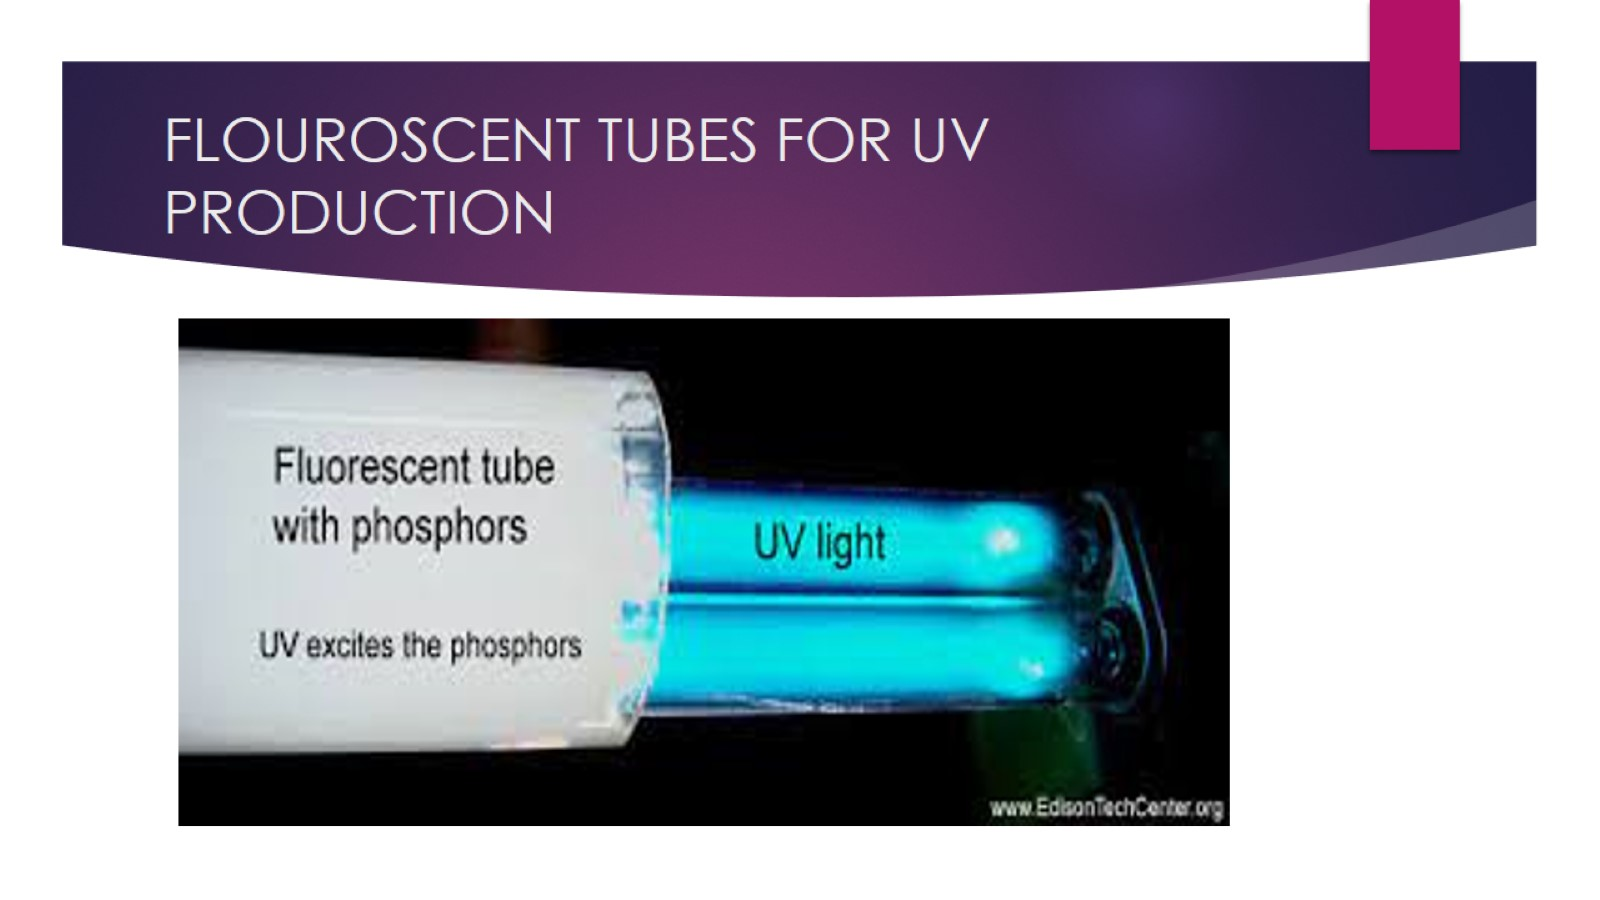 FLOUROSCENT TUBES FOR UV
PRODUCTION
Fluorescent tube
with phosphors
UV light
UV excites the phosphors
www.EdisonTechCenter.org